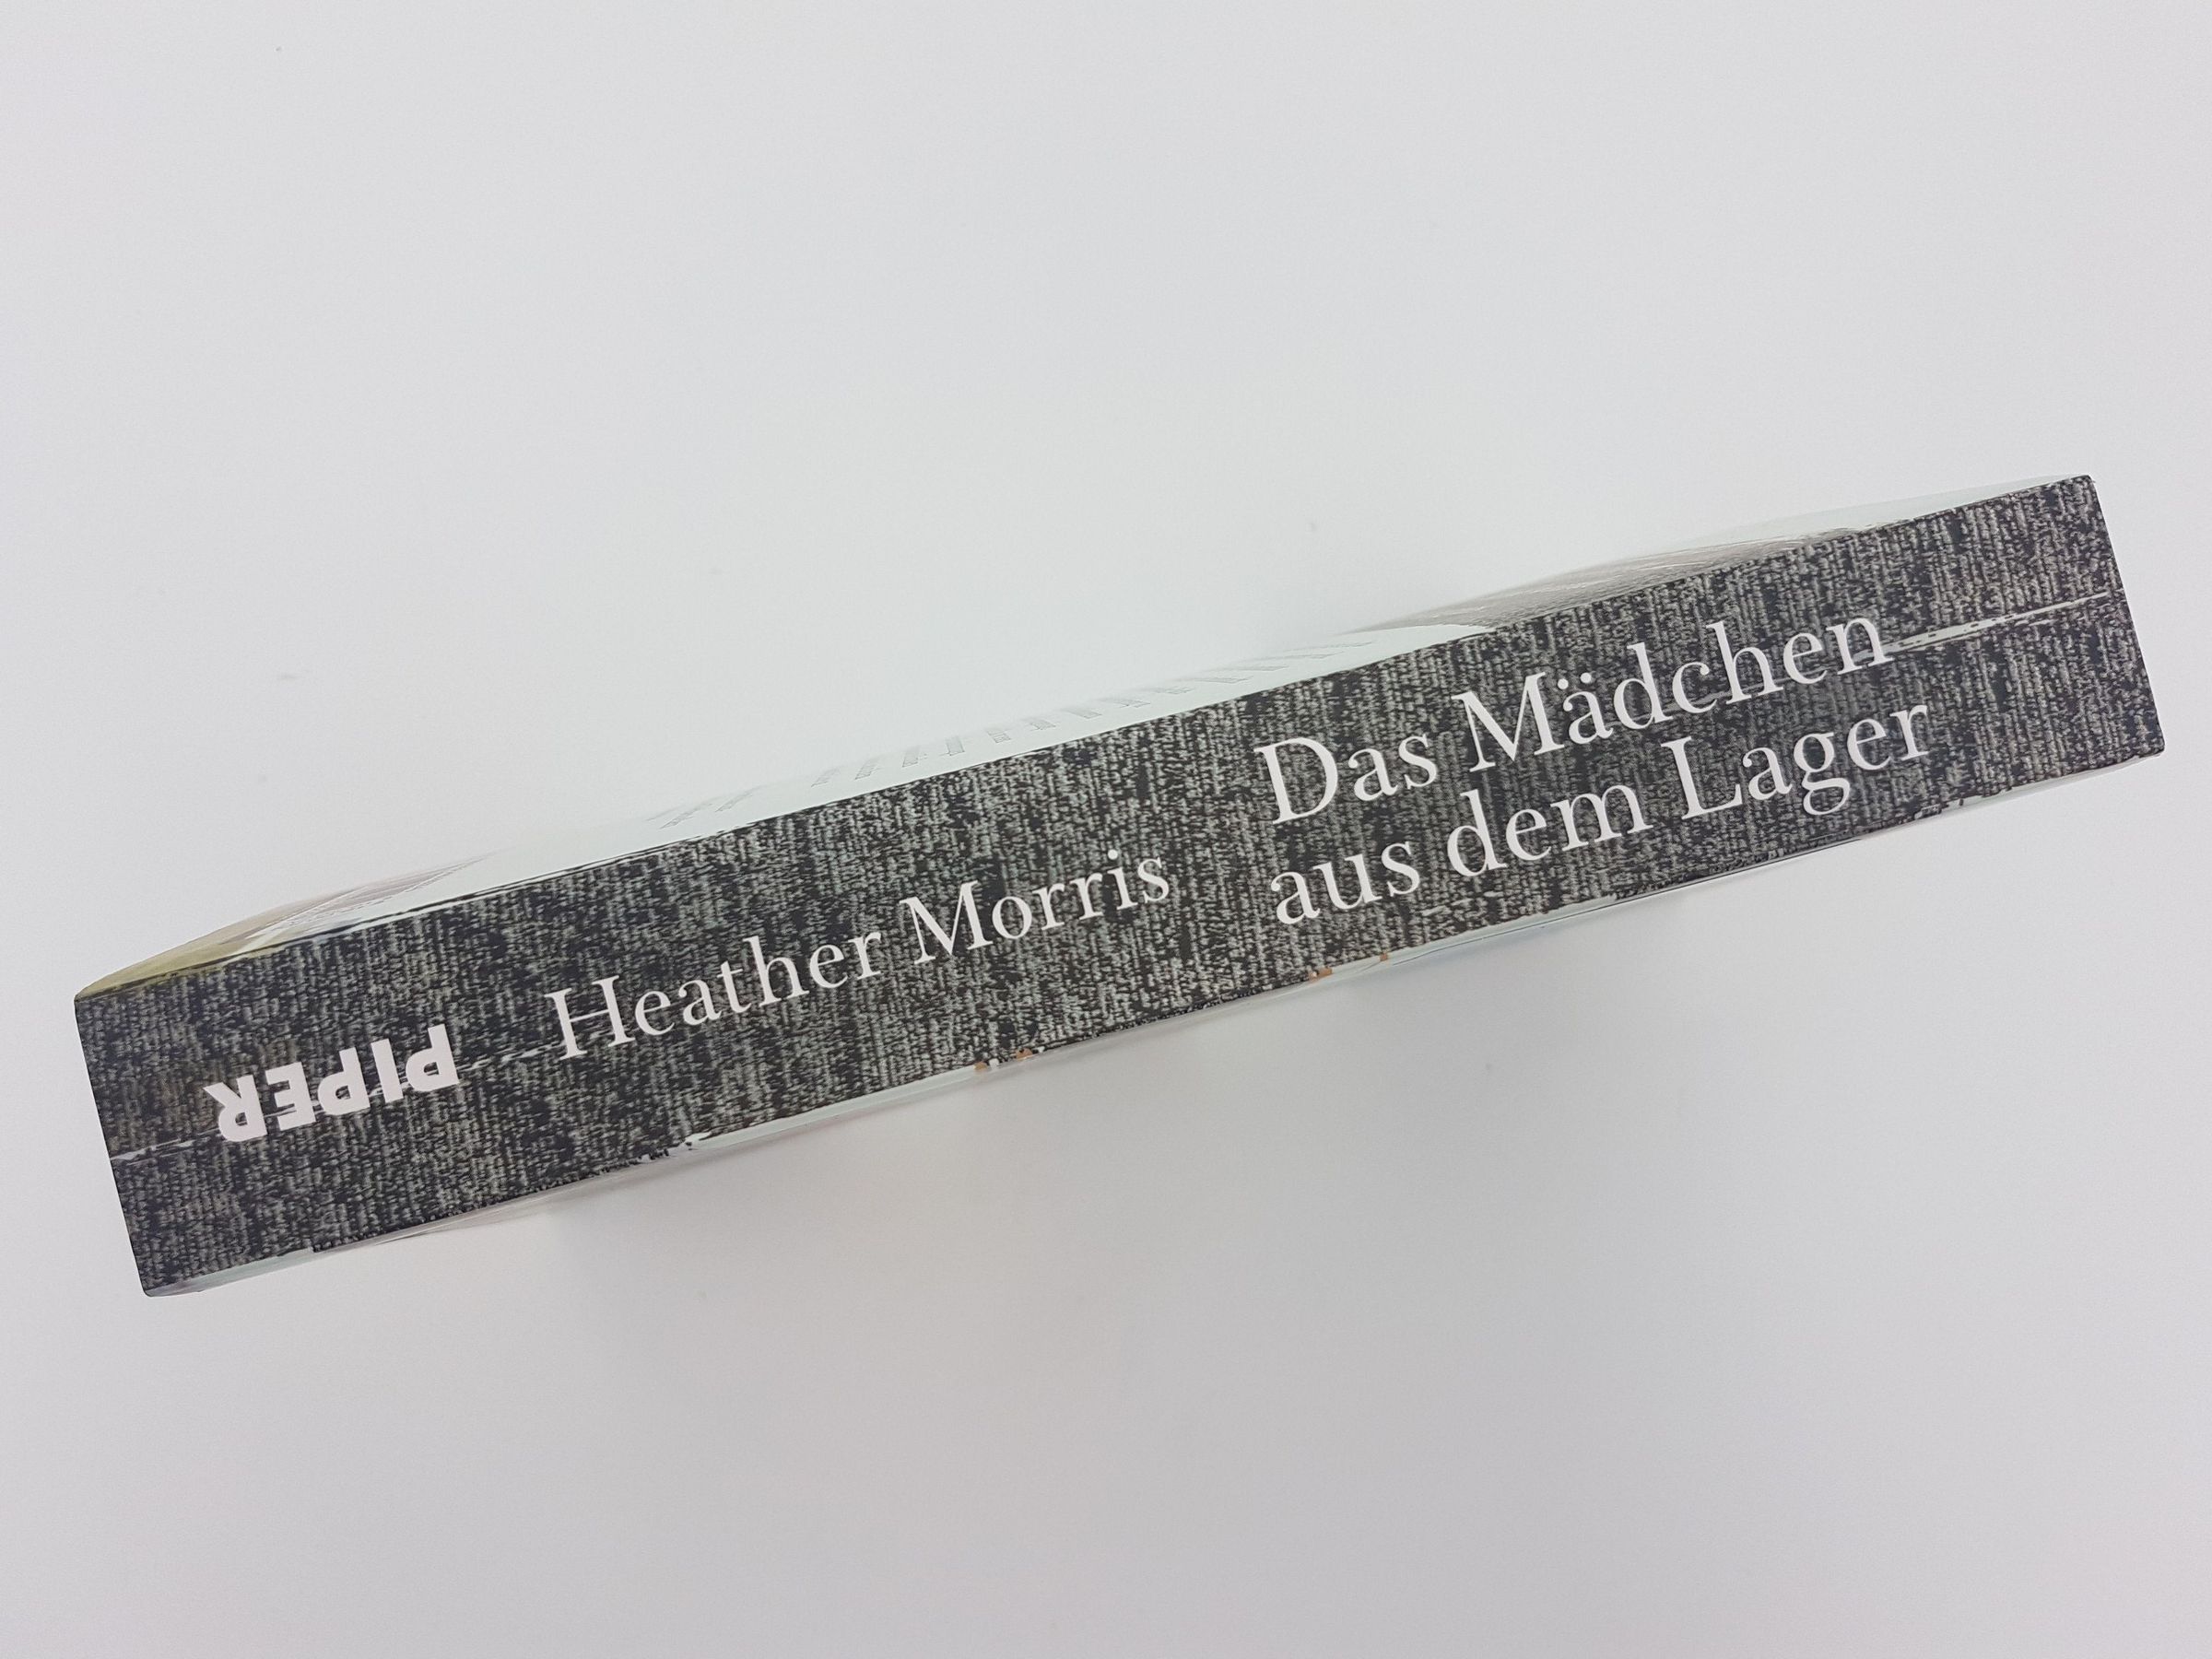 PIPER
Heather Morris
Das Mädchen
aus dem Lager